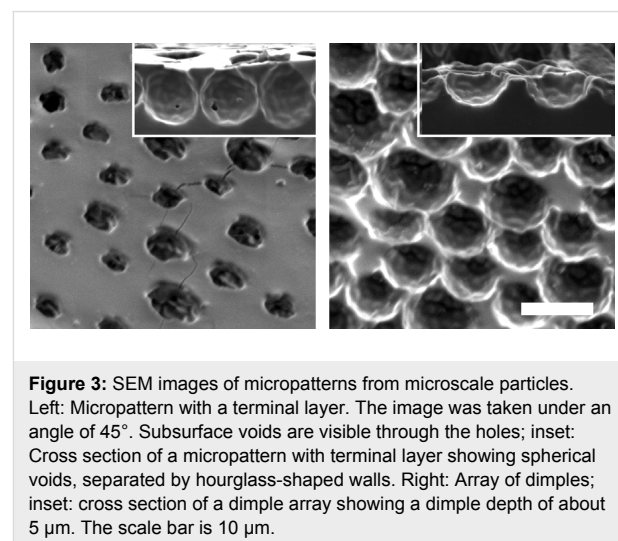 Figure 3: SEM images of micropatterns from microscale particles.
Left: Micropattern with a terminal layer. The image was taken under an
angle of 45°. Subsurface voids are visible through the holes; inset:
Cross section of a micropattern with terminal layer showing spherical
voids, separated by hourglass-shaped walls. Right: Array of dimples;
inset: cross section of a dimple array showing a dimple depth of about
5 µm. The scale bar is 10 µm.